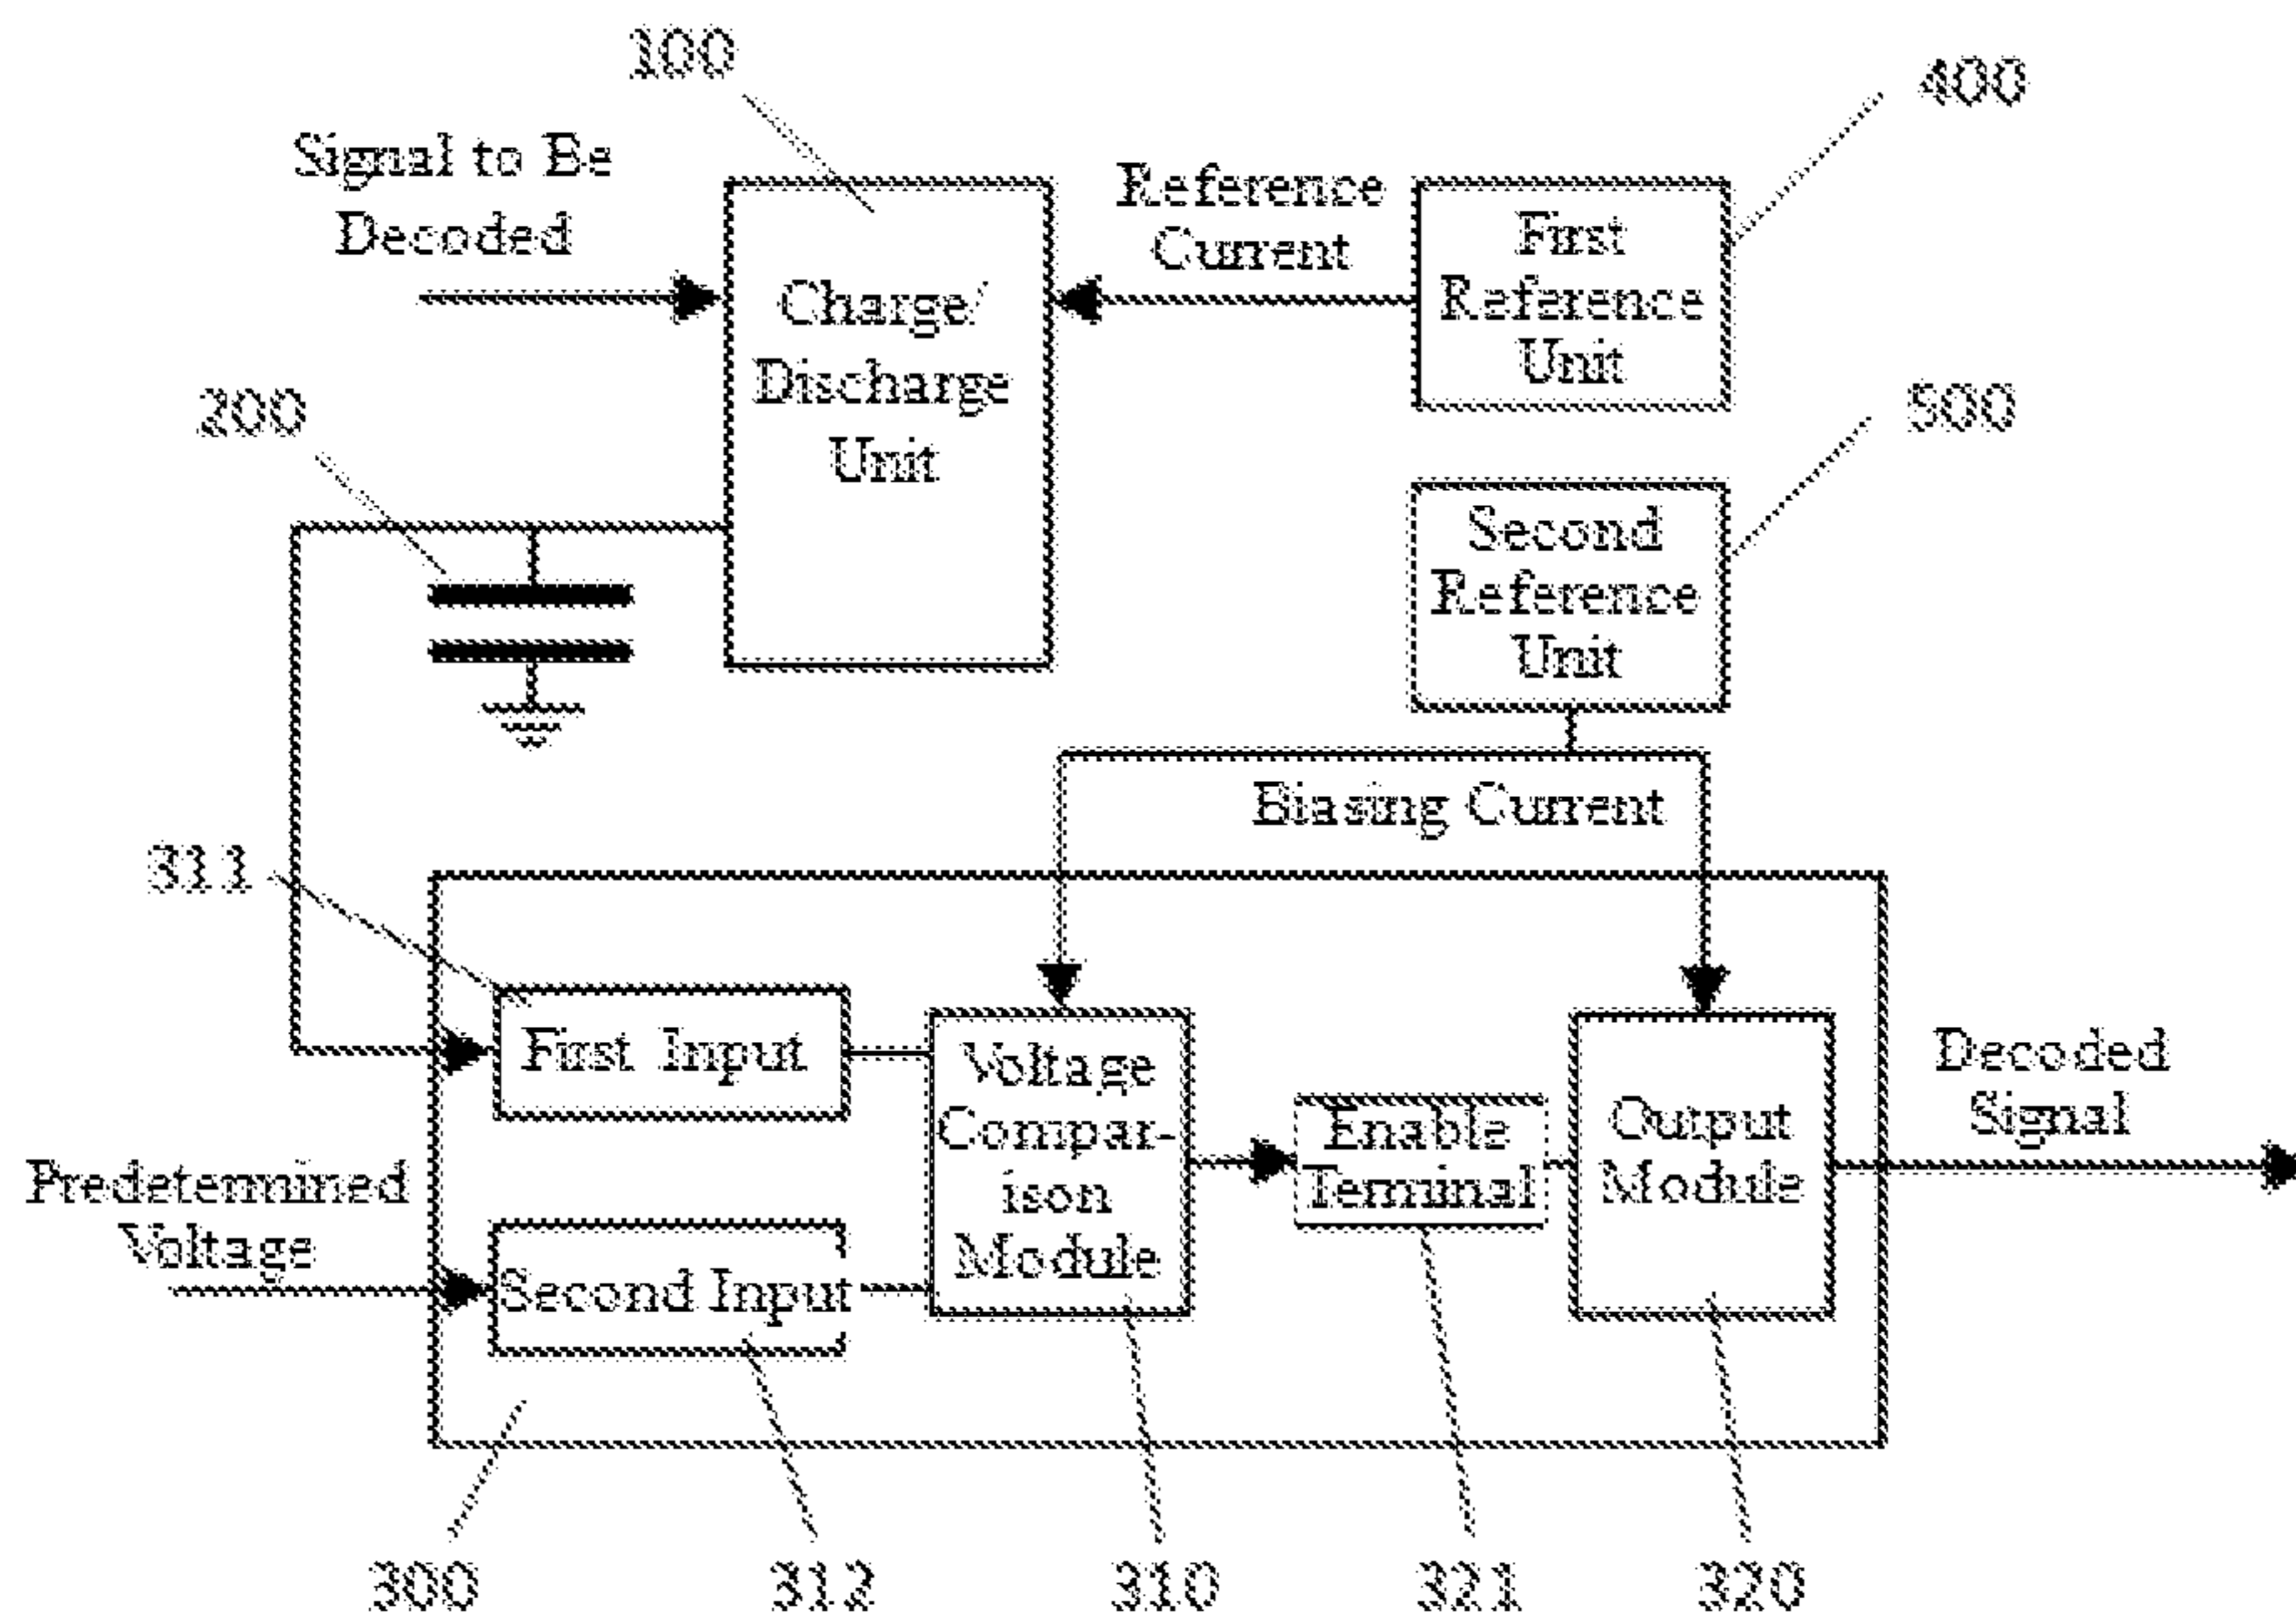 100
400
Signal to Be
Decoded
Reference
Current
First
Reference
Unit
Charge/
Discharge
Unit
200
500
Second
Reference
Unit
Biasing Current
311
First Input
Voltage
Compar-
ison
Module
Enable
Terminal
Output
Module
Decoded
Signal
Predetermined
Voltage
Second Input
300
312
310
321
320